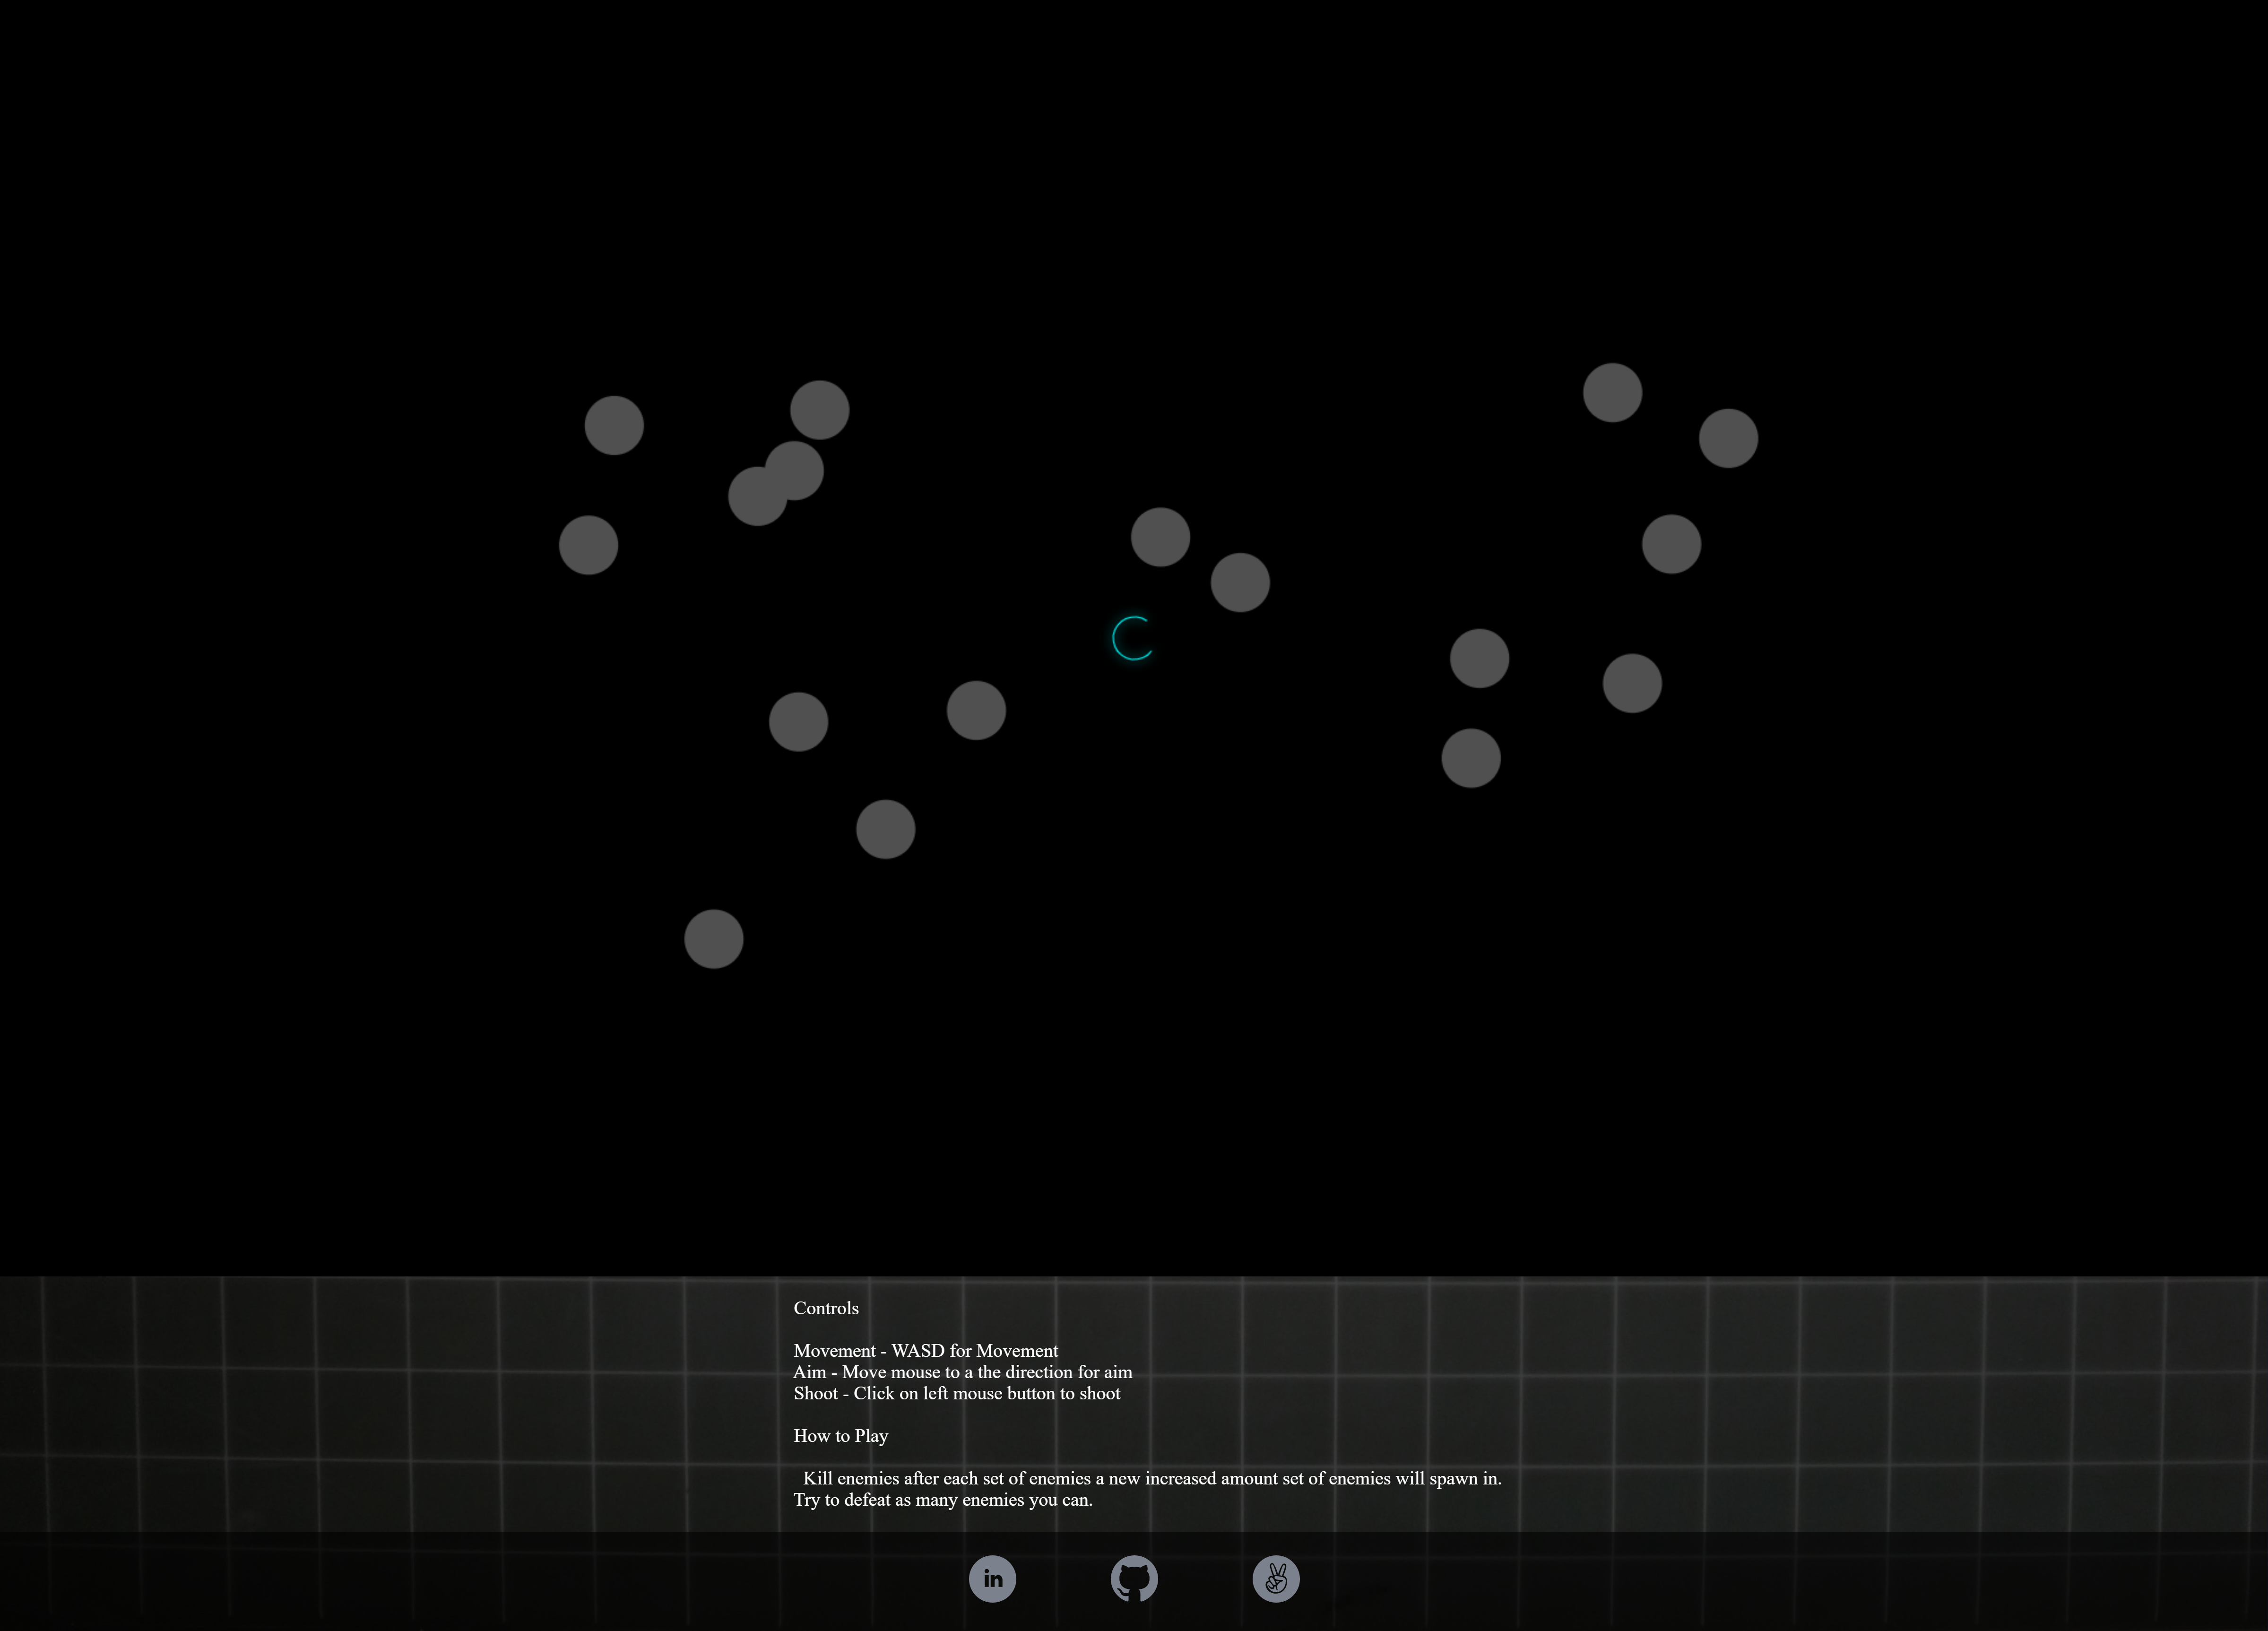 Controls
Movement - WASD for Movement
Aim - Move mouse to a the direction for aim
Shoot - Click on left mouse button to shoot
How to Play
Kill enemies after each set of enemies a new increased amount set of enemies will spawn in.
Try to defeat as many enemies you can.
in